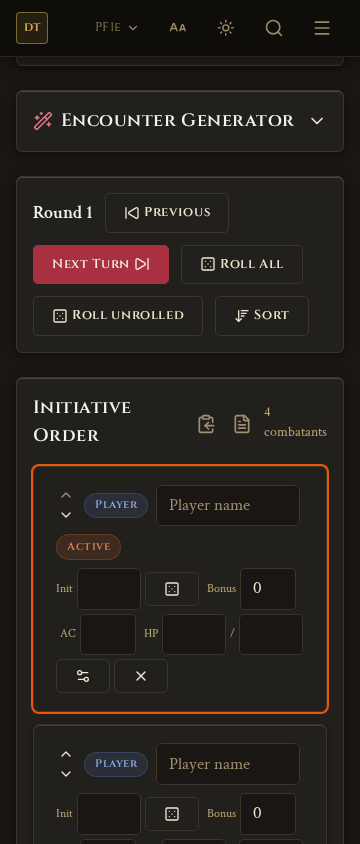 DT
PF1E
AA
Encounter Generator
Round 1
Previous
Next Turn
Roll All
Roll unrolled
Sort
Initiative
Order
4
combatants
Player
Player name
Active
Init
Bonus
0
AC
HP
/
Player
Player name
Init
Bonus
0